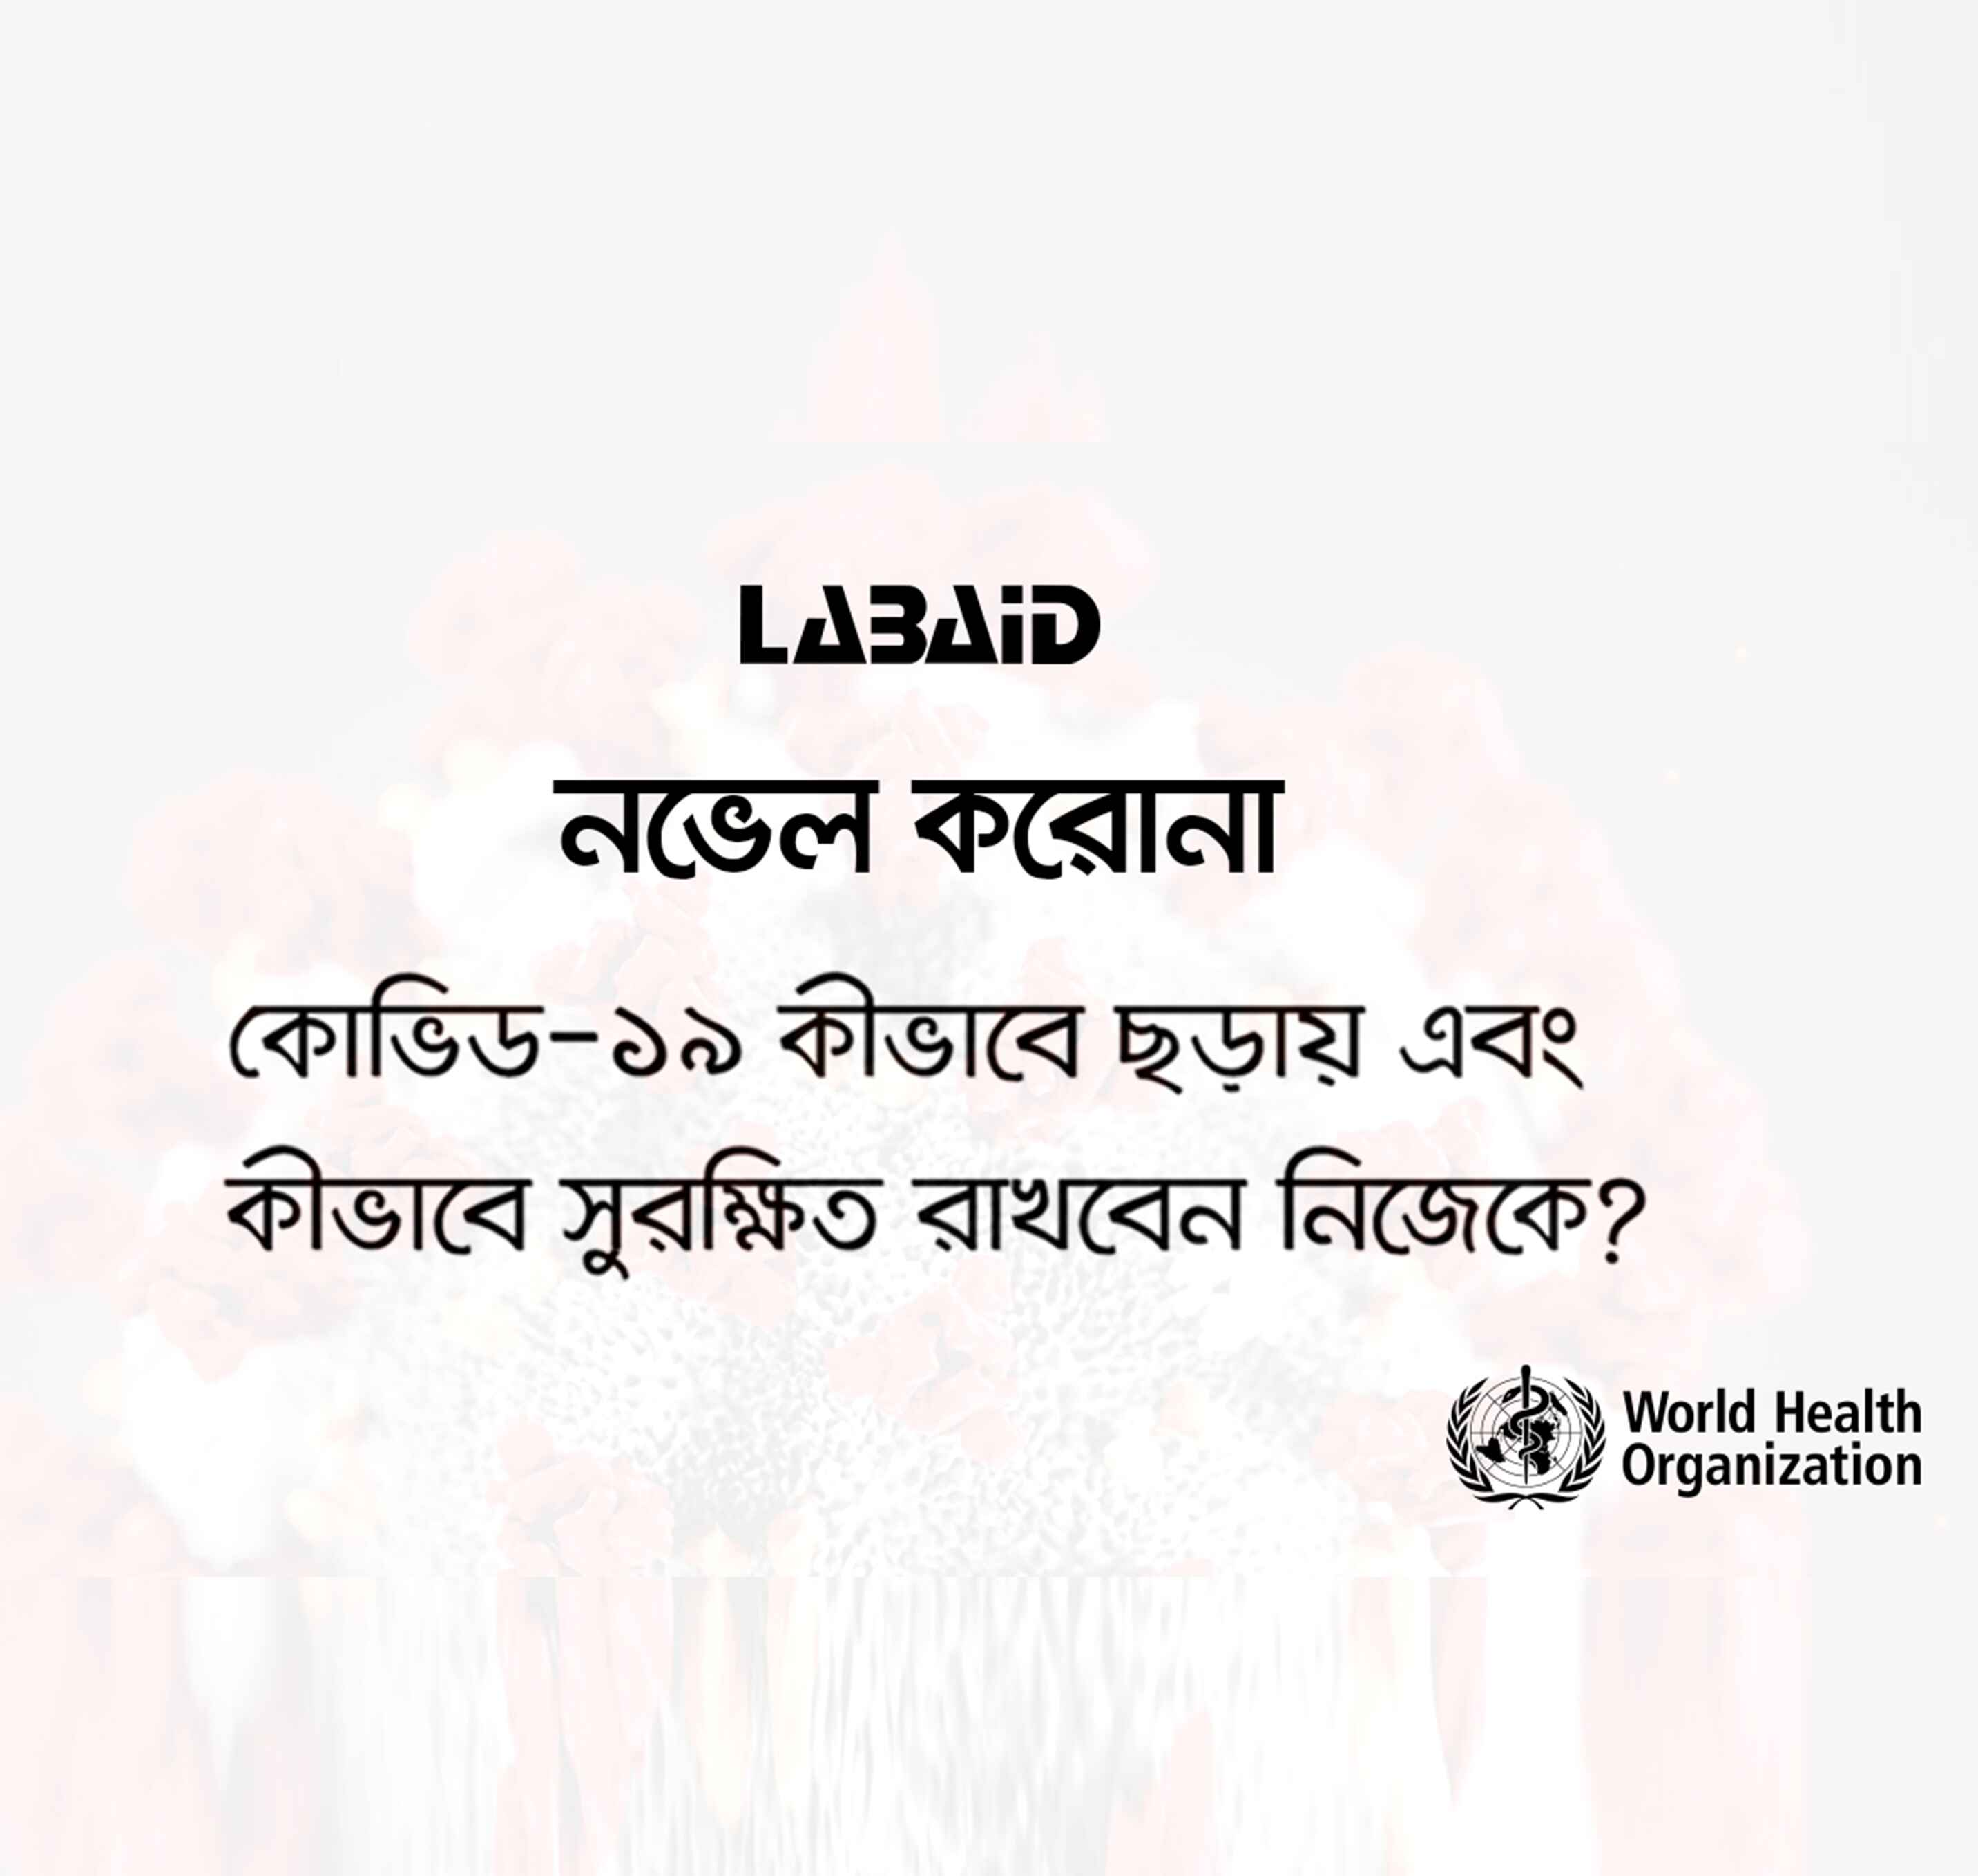 LABAiD
নভেল করোনা
কোভিড-১৯ কীভাবে ছড়ায় এবং
কীভাবে সুরক্ষিত রাখবেন নিজেকে?
World Health
Organization